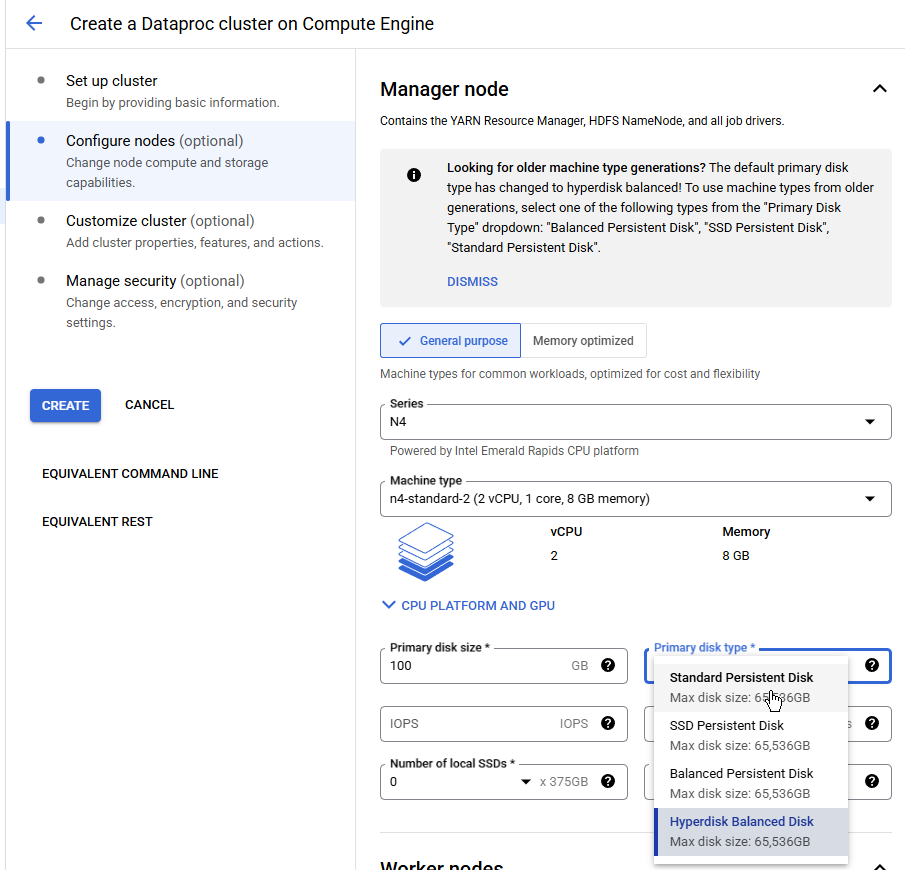 Create a Dataproc cluster on Compute Engine
Set up cluster
Begin by providing basic information.
Configure nodes (optional)
Change node compute and storage
capabilities.
Customize cluster (optional)
Add cluster properties, features, and actions.
Manage security (optional)
Change access, encryption, and security
settings.
CREATE
CANCEL
EQUIVALENT COMMAND LINE
EQUIVALENT REST
Manager node
Contains the YARN Resource Manager, HDFS NameNode, and all job drivers.
Looking for older machine type generations? The default primary disk
type has changed to hyperdisk balanced! To use machine types from older
generations, select one of the following types from the "Primary Disk
Type" dropdown: "Balanced Persistent Disk", "SSD Persistent Disk",
"Standard Persistent Disk".
DISMISS
General purpose
Memory optimized
Machine types for common workloads, optimized for cost and flexibility
Series
N4
Powered by Intel Emerald Rapids CPU platform
Machine type
n4-standard-2 (2 vCPU, 1 core, 8 GB memory)
vCPU
Memory
2
8 GB
CPU PLATFORM AND GPU
Primary disk size *
100 GB
Primary disk type *
IOPS IOPS
Number of local SSDs *
0 x 375GB
Standard Persistent Disk
Max disk size:
SSD Persistent Disk
Max disk size: 65,536GB
Balanced Persistent Disk
Max disk size: 65,536GB
Hyperdisk Balanced Disk
Max disk size: 65,536GB
Worker nodes